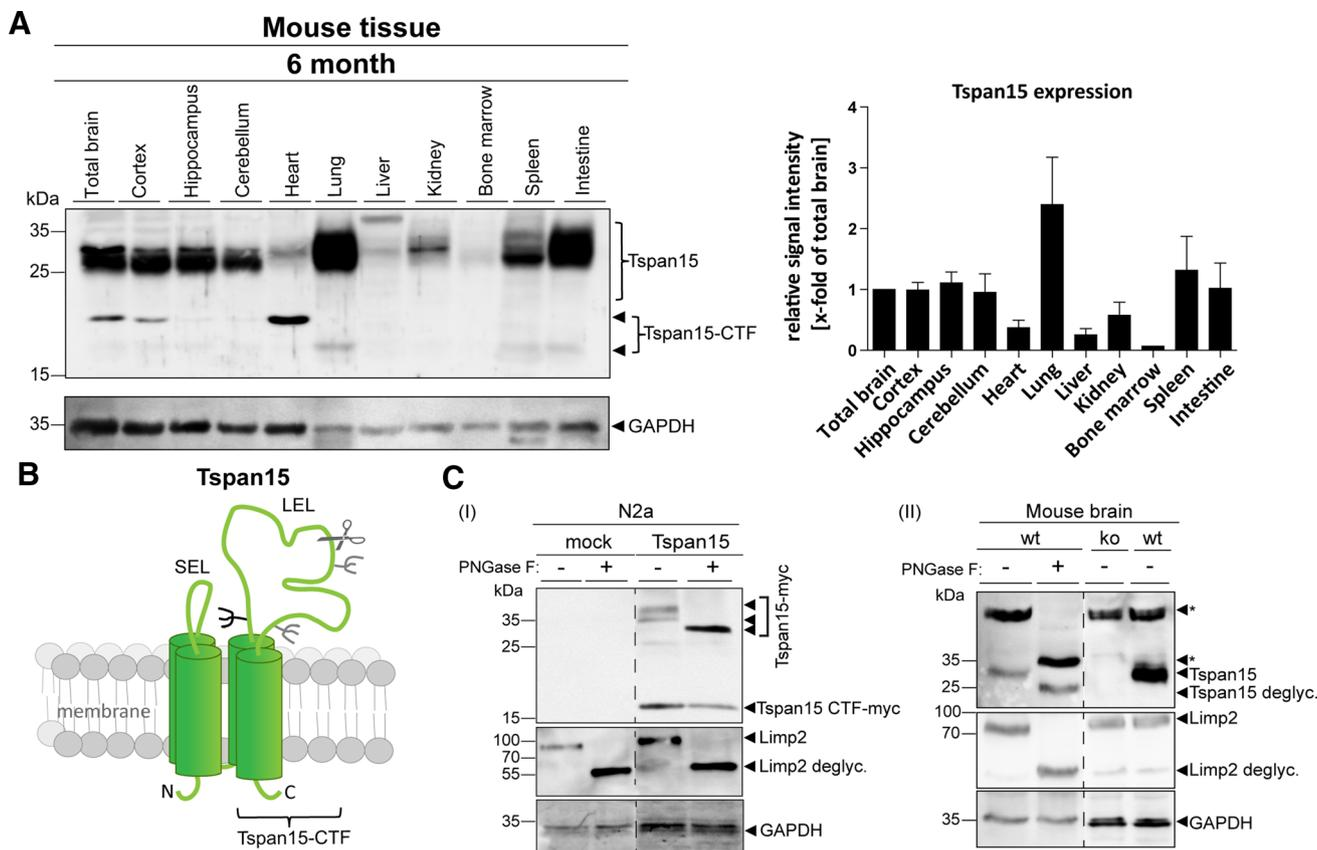 A
Mouse tissue
6 month
Total brain
Cortex
Hippocampus
Cerebellum
Heart
Lung
Liver
Kidney
Bone marrow
Spleen
Intestine
kDa
35
25
15
Tspan15
Tspan15-CTF
35
GAPDH
Tspan15 expression
relative signal intensity
[x-fold of total brain]
4
3
2
1
0
Total brain
Cortex
Hippocampus
Cerebellum
Heart
Lung
Liver
Kidney
Bone marrow
Spleen
Intestine
B
Tspan15
LEL
SEL
membrane
N
C
Tspan15-CTF
C
(I)
N2a
mock Tspan15
PNGase F: - + - +
kDa
35
25
15
Tspan15-myc
Tspan15 CTF-myc
100
70
55
Limp2
Limp2 deglyc.
35
GAPDH
(II)
Mouse brain
wt ko wt
PNGase F: - + - -
kDa
*
35
*
Tspan15
25
Tspan15 deglyc.
100
70
Limp2
Limp2 deglyc.
35
GAPDH